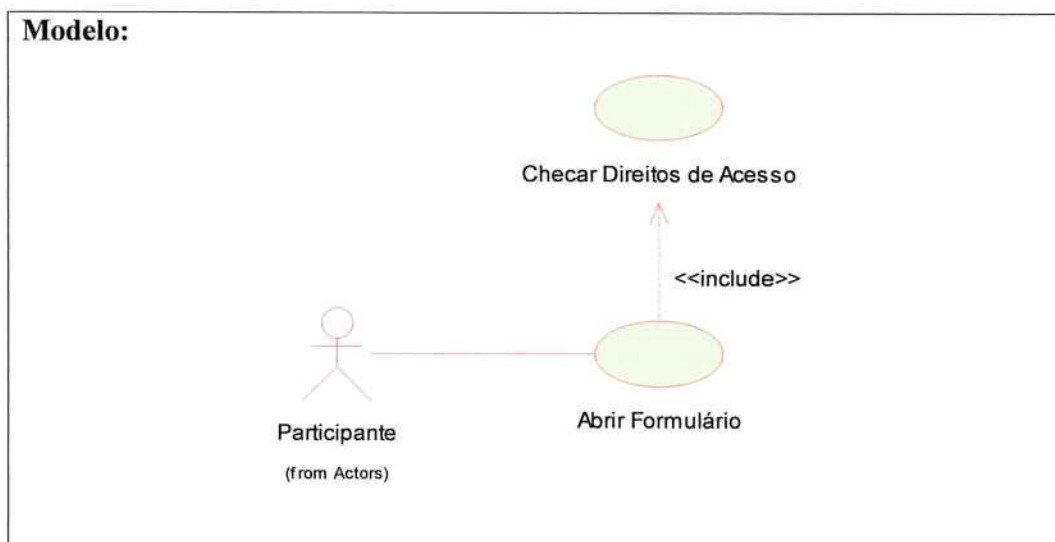 Modelo:
Checar Direitos de Acesso
<<include>>
Abrir Formulário
Participante
(from Actors)